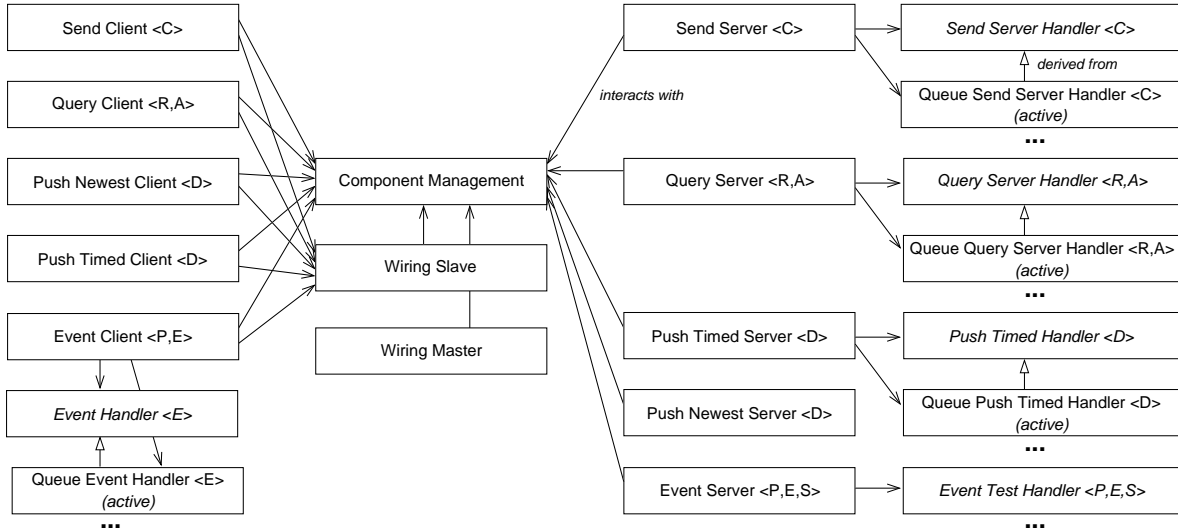 Send Client <C>
Send Server <C>
Send Server Handler <C>
derived from
Query Client <R,A>
interacts with
Queue Send Server Handler <C>
(active)
...
Push Newest Client <D>
Component Management
Query Server <R,A>
Query Server Handler <R,A>
Push Timed Client <D>
Wiring Slave
Queue Query Server Handler <R,A>
(active)
...
Event Client <P,E>
Wiring Master
Push Timed Server <D>
Push Timed Handler <D>
Event Handler <E>
Push Newest Server <D>
Queue Push Timed Handler <D>
(active)
...
Queue Event Handler <E>
(active)
...
Event Server <P,E,S>
Event Test Handler <P,E,S>
...